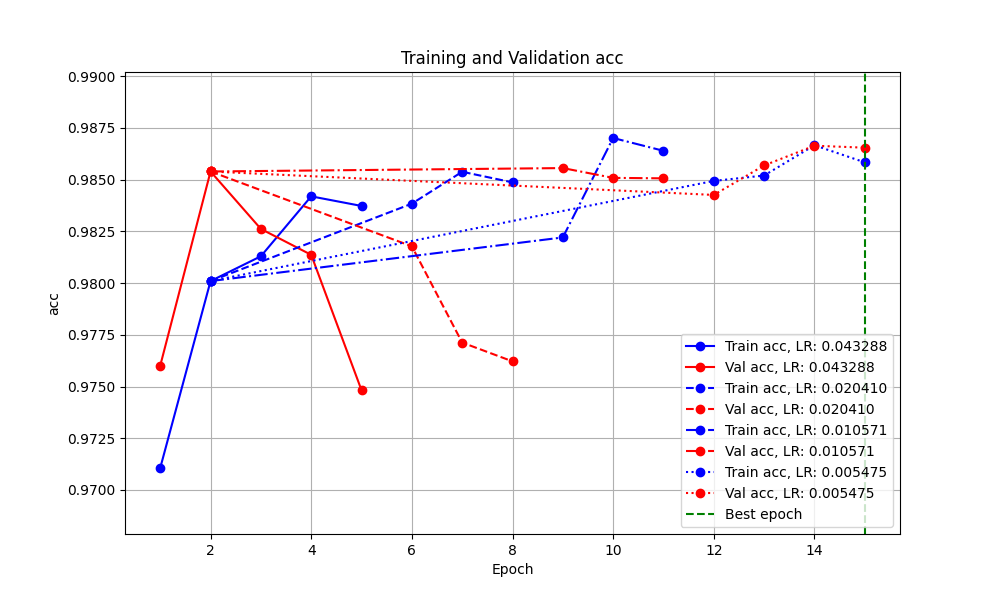 Training and Validation acc
0.9900
0.9875
0.9850
0.9825
0.9800
0.9775
0.9750
0.9725
0.9700
acc
Train acc, LR: 0.043288
Val acc, LR: 0.043288
Train acc, LR: 0.020410
Val acc, LR: 0.020410
Train acc, LR: 0.010571
Val acc, LR: 0.010571
Train acc, LR: 0.005475
Val acc, LR: 0.005475
Best epoch
2 4 6 8 10 12 14
Epoch